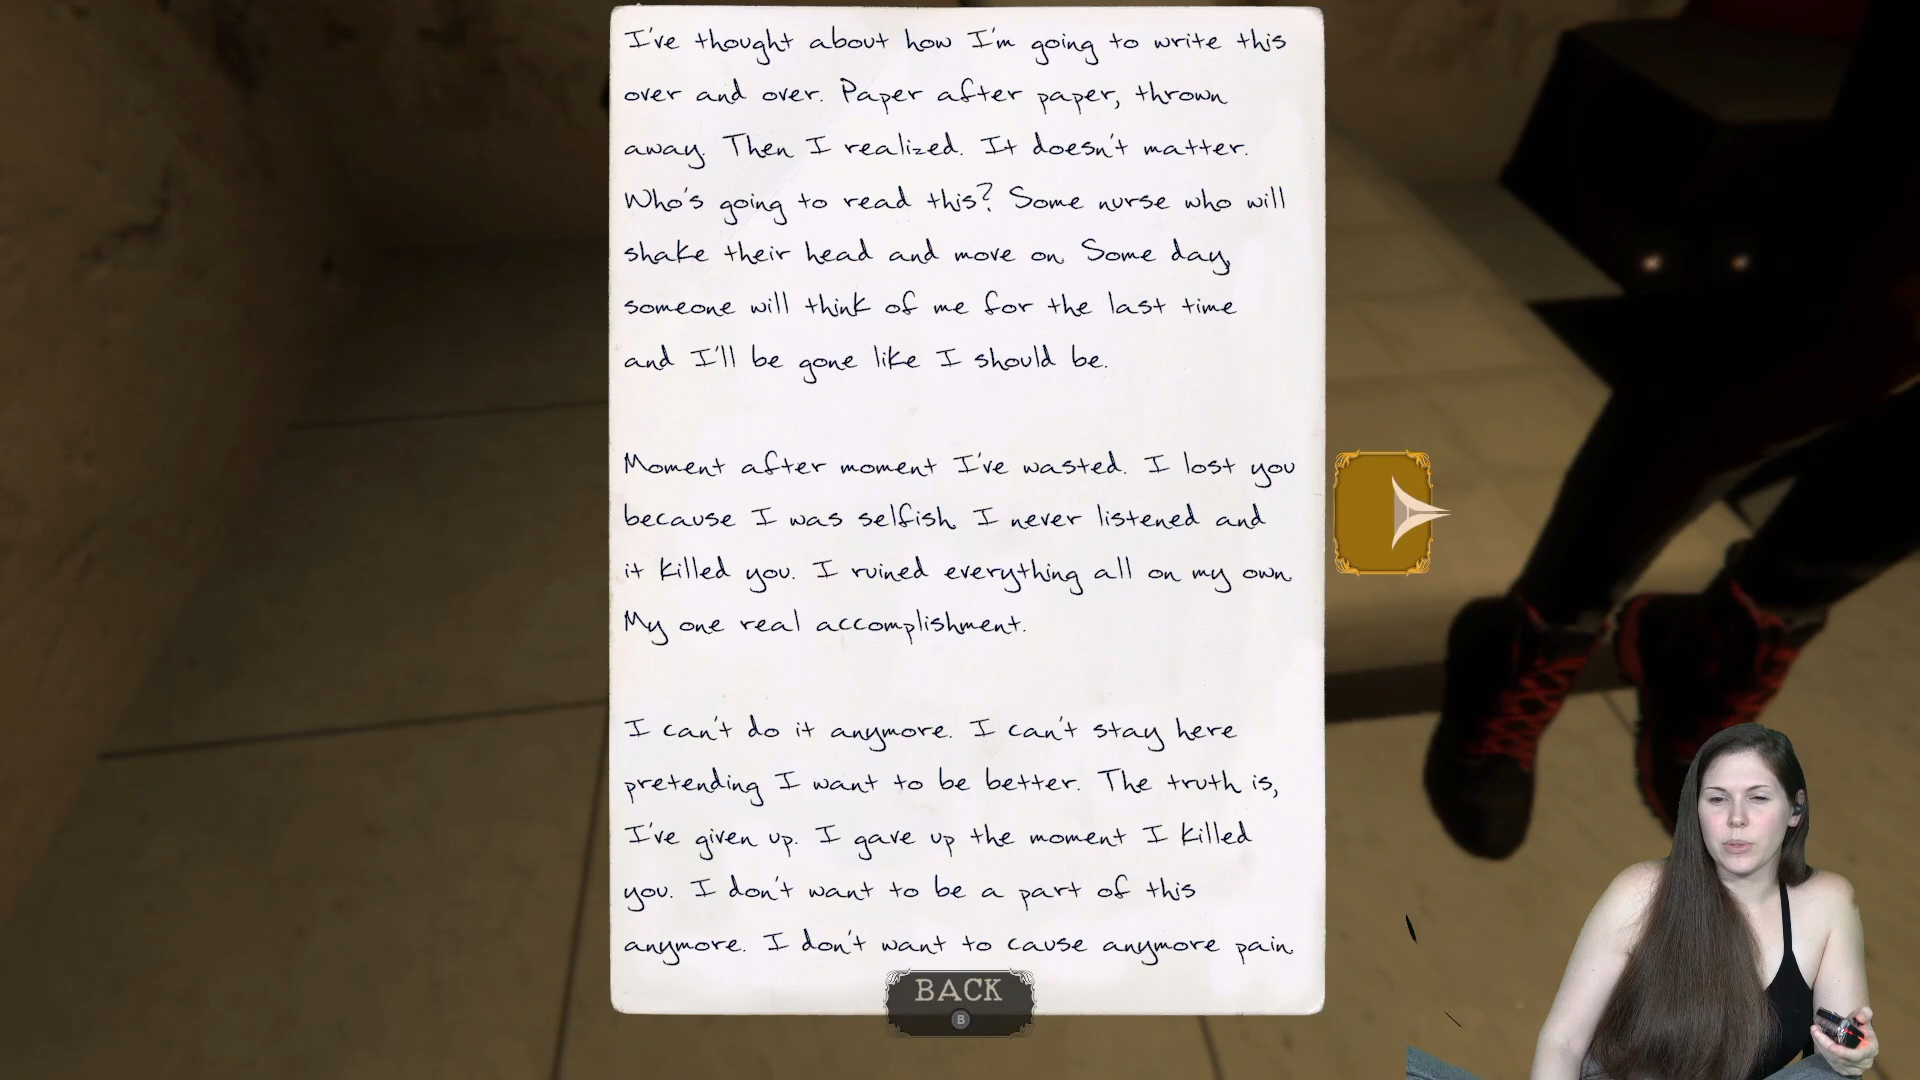 I've thought about how I'm going to write this
over and over. Paper after paper, thrown
away. Then I realized. It doesn't matter.
Who's going to read this? Some nurse who will
shake their head and move on. Some day,
someone will think of me for the last time
and I'll be gone like I should be.
Moment after moment I've wasted. I lost you
because I was selfish. I never listened and
it killed you. I ruined everything all on my own.
My one real accomplishment.
I can't do it anymore. I can't stay here
pretending I want to be better. The truth is,
I've given up. I gave up the moment I killed
you. I don't want to be a part of this
anymore. I don't want to cause anymore pain.
BACK
B